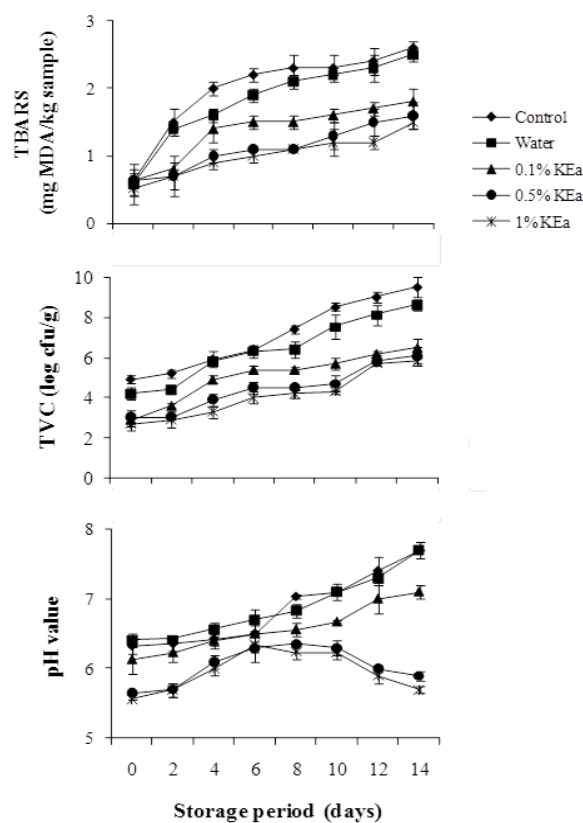 TBARS
(mg MDA/kg sample)
3
2
1
0
Control
Water
0.1% KEa
0.5% KEa
1% KEa
TVC (log cfu/g)
10
8
6
4
2
0
pH value
8
7
6
5
0 2 4 6 8 10 12 14
Storage period (days)